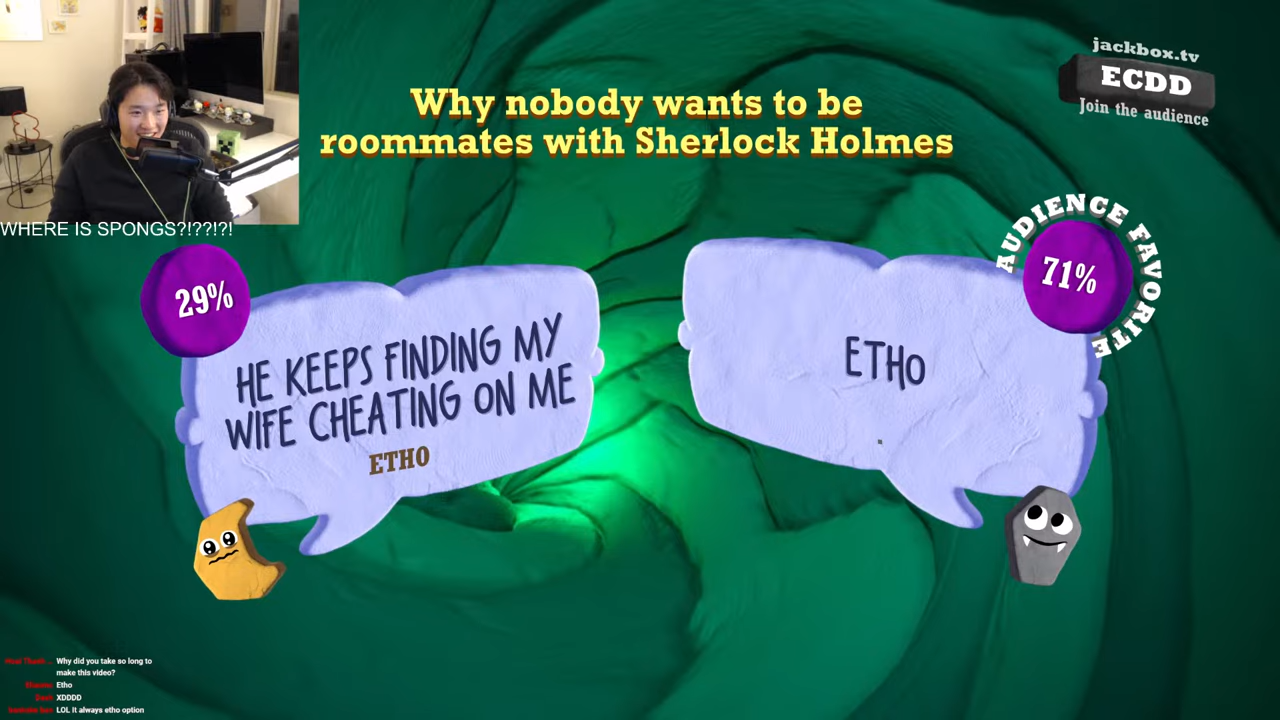 jackbox.tv
ECDD
Join the audience
Why nobody wants to be
roommates with Sherlock Holmes
WHERE IS SPONGS?!??!?!
29%
HE KEEPS FINDING MY
WIFE CHEATING ON ME
ETHO
AUDIENCE FAVORITE
71%
ETHO
Why did you take so long to
make this video?
Etho
XDDDD
LOL it always etho option